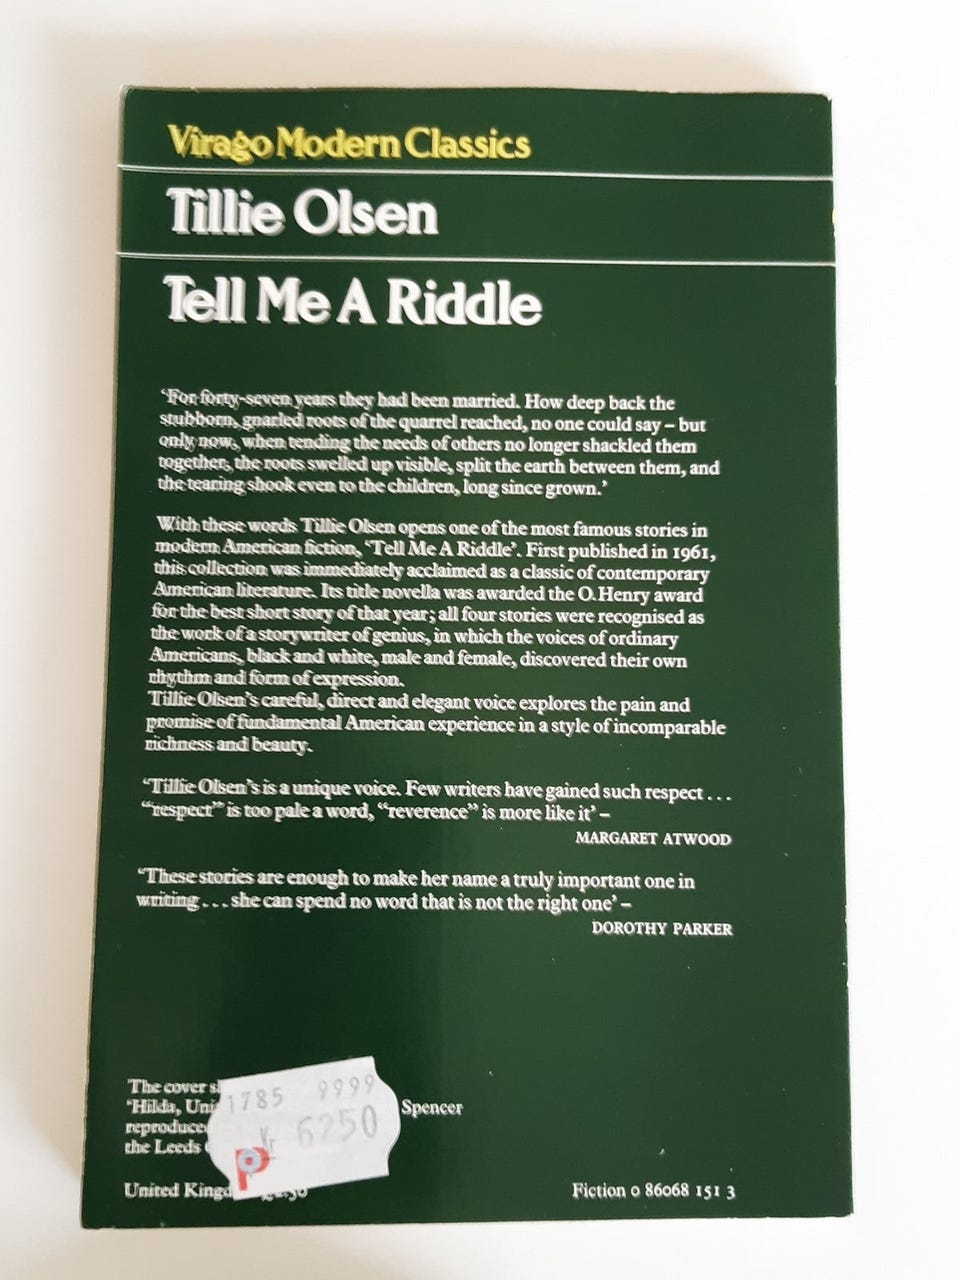 Virago Modern Classics
Tillie Olsen
Tell Me A Riddle
‘For forty-seven years they had been married. How deep back the
stubborn, gnarled roots of the quarrel reached, no one could say – but
only now, when tending the needs of others no longer shackled them
together, the roots swelled up visible, split the earth between them, and
the tearing shook even to the children, long since grown.’
With these words Tillie Olsen opens one of the most famous stories in
modern American fiction, ‘Tell Me A Riddle’. First published in 1961,
this collection was immediately acclaimed as a classic of contemporary
American literature. Its title novella was awarded the O. Henry award
for the best short story of that year; all four stories were recognised as
the work of a storywriter of genius, in which the voices of ordinary
Americans, black and white, male and female, discovered their own
rhythm and form of expression.
Tillie Olsen’s careful, direct and elegant voice explores the pain and
promise of fundamental American experience in a style of incomparable
richness and beauty.
‘Tillie Olsen’s is a unique voice. Few writers have gained such respect . . .
“respect” is too pale a word, “reverence” is more like it’ –
MARGARET ATWOOD
‘These stories are enough to make her name a truly important one in
writing . . . she can spend no word that is not the right one’ –
DOROTHY PARKER
The cover
1785 9999
‘Hilda, Spencer
Kr 6250
the Leeds
P
United
Fiction 0 86068 151 3